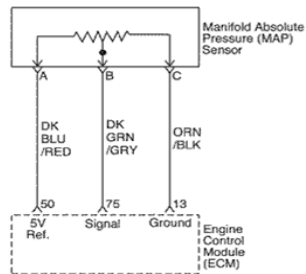 Manifold Absolute
Pressure (MAP)
Sensor
A
B
C
DK
BLU
/RED
DK
GRN
/GRY
ORN
/BLK
50
75
13
5V
Ref.
Signal
Ground
Engine
Control
Module
(ECM)